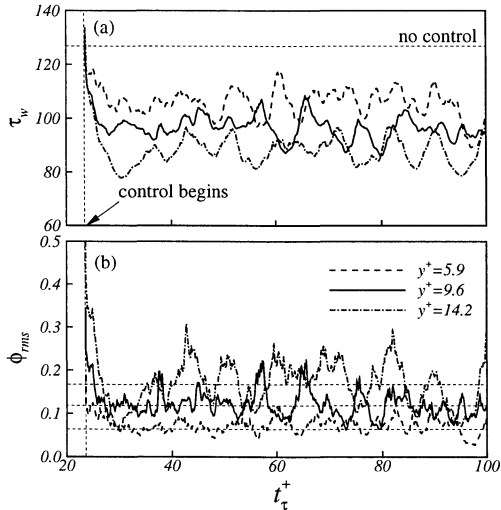 140
(a)
no control
120
τw
100
80
control begins
60
0.5
(b)
y+=5.9
0.4
y+=9.6
y+=14.2
0.3
ϕrms
0.2
0.1
0.0
20 40 60 80 100
tτ+